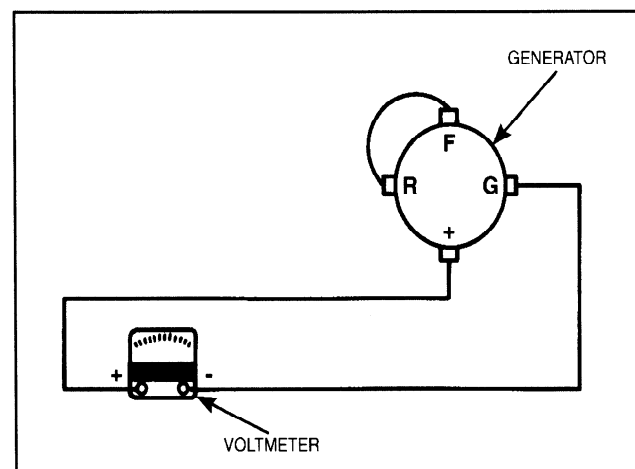 GENERATOR
F
R G
+
+ -
VOLTMETER